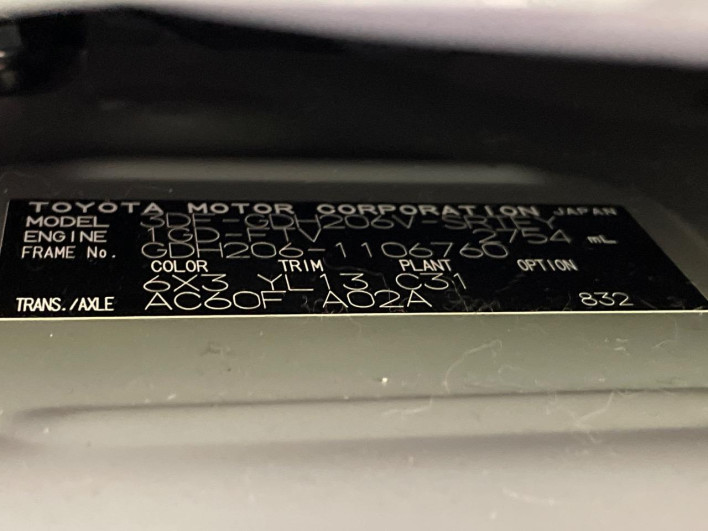 TOYOTA MOTOR CORPORATION JAPAN
MODEL 3DF-GDH206V-SRTEY
ENGINE 1GD-FTV 2754 mL
FRAME No. GDH206-1106760
COLOR TRIM PLANT OPTION
6X3 YL13 C31
TRANS./AXLE AC60F A02A 832